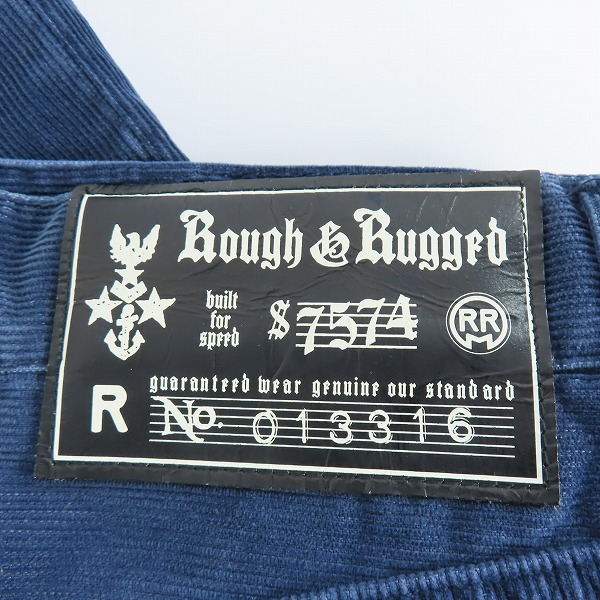 Rough & Rugged
built
for
speed
$7574
RR
M
guaranteed wear genuine our standard
R
No. 013316